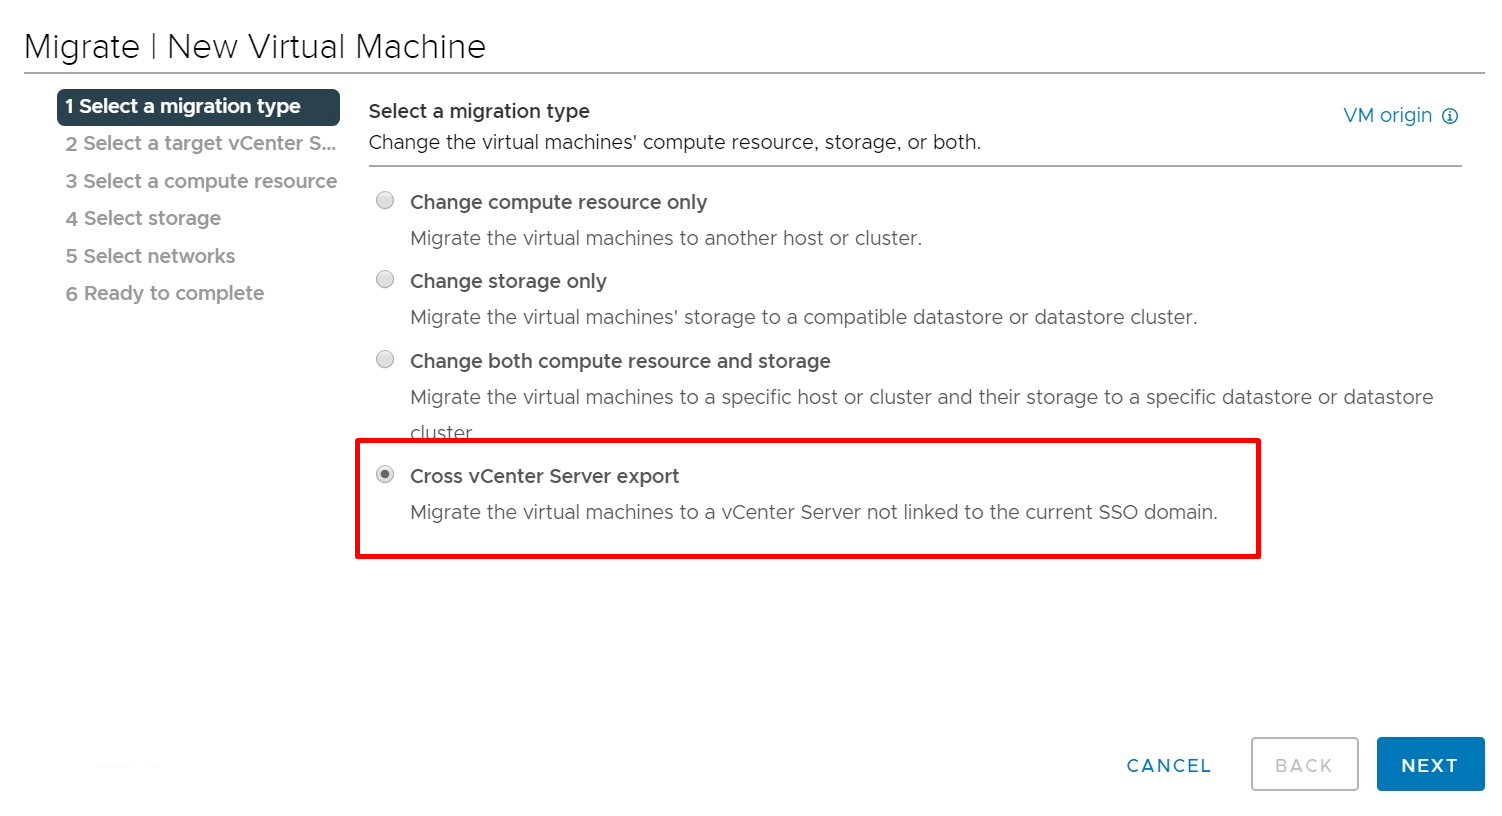 Migrate | New Virtual Machine
1 Select a migration type
2 Select a target vCenter S...
3 Select a compute resource
4 Select storage
5 Select networks
6 Ready to complete
Select a migration type
VM origin
Change the virtual machines' compute resource, storage, or both.
Change compute resource only
Migrate the virtual machines to another host or cluster.
Change storage only
Migrate the virtual machines' storage to a compatible datastore or datastore cluster.
Change both compute resource and storage
Migrate the virtual machines to a specific host or cluster and their storage to a specific datastore or datastore
cluster
Cross vCenter Server export
Migrate the virtual machines to a vCenter Server not linked to the current SSO domain.
CANCEL
BACK
NEXT